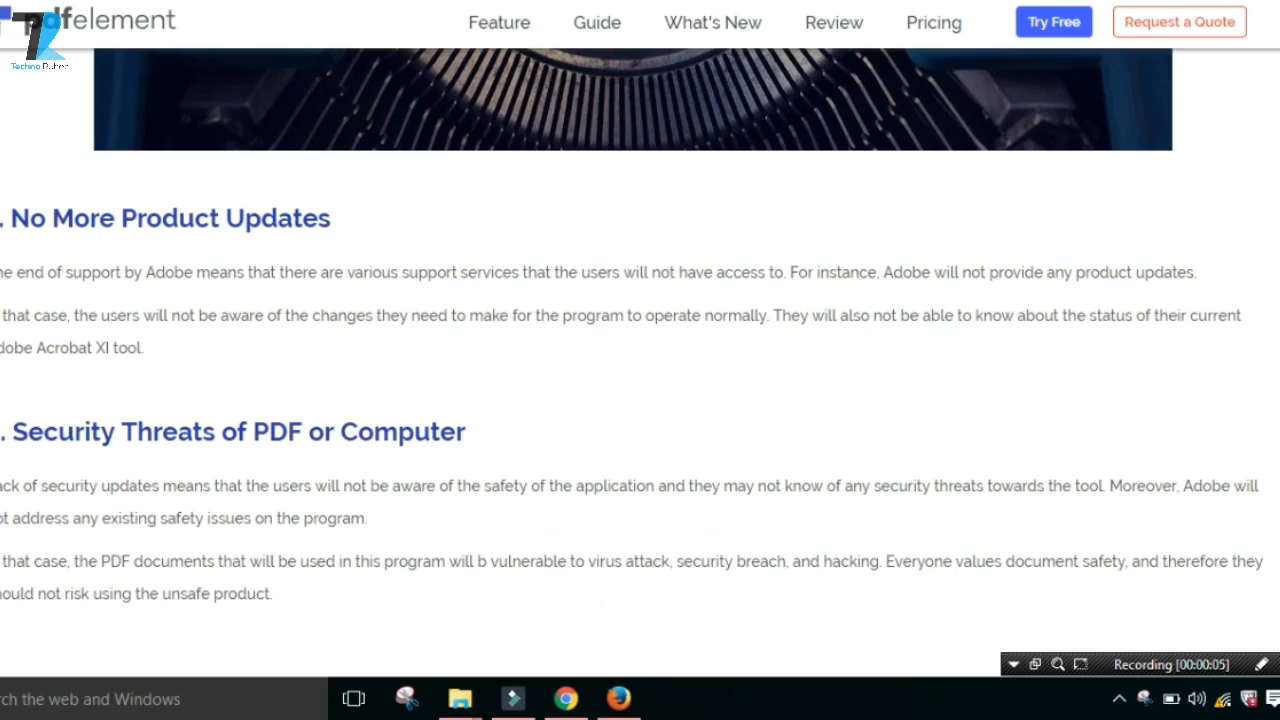 pdfelement
Feature Guide What's New Review Pricing Try Free Request a Quote
Techno
. No More Product Updates
he end of support by Adobe means that there are various support services that the users will not have access to. For instance, Adobe will not provide any product updates.
that case, the users will not be aware of the changes they need to make for the program to operate normally. They will also not be able to know about the status of their current
dobe Acrobat XI tool.
. Security Threats of PDF or Computer
ack of security updates means that the users will not be aware of the safety of the application and they may not know of any security threats towards the tool. Moreover, Adobe will
ot address any existing safety issues on the program.
that case, the PDF documents that will be used in this program will b vulnerable to virus attack, security breach, and hacking. Everyone values document safety, and therefore they
hould not risk using the unsafe product.
Recording [00:00:05]
rch the web and Windows